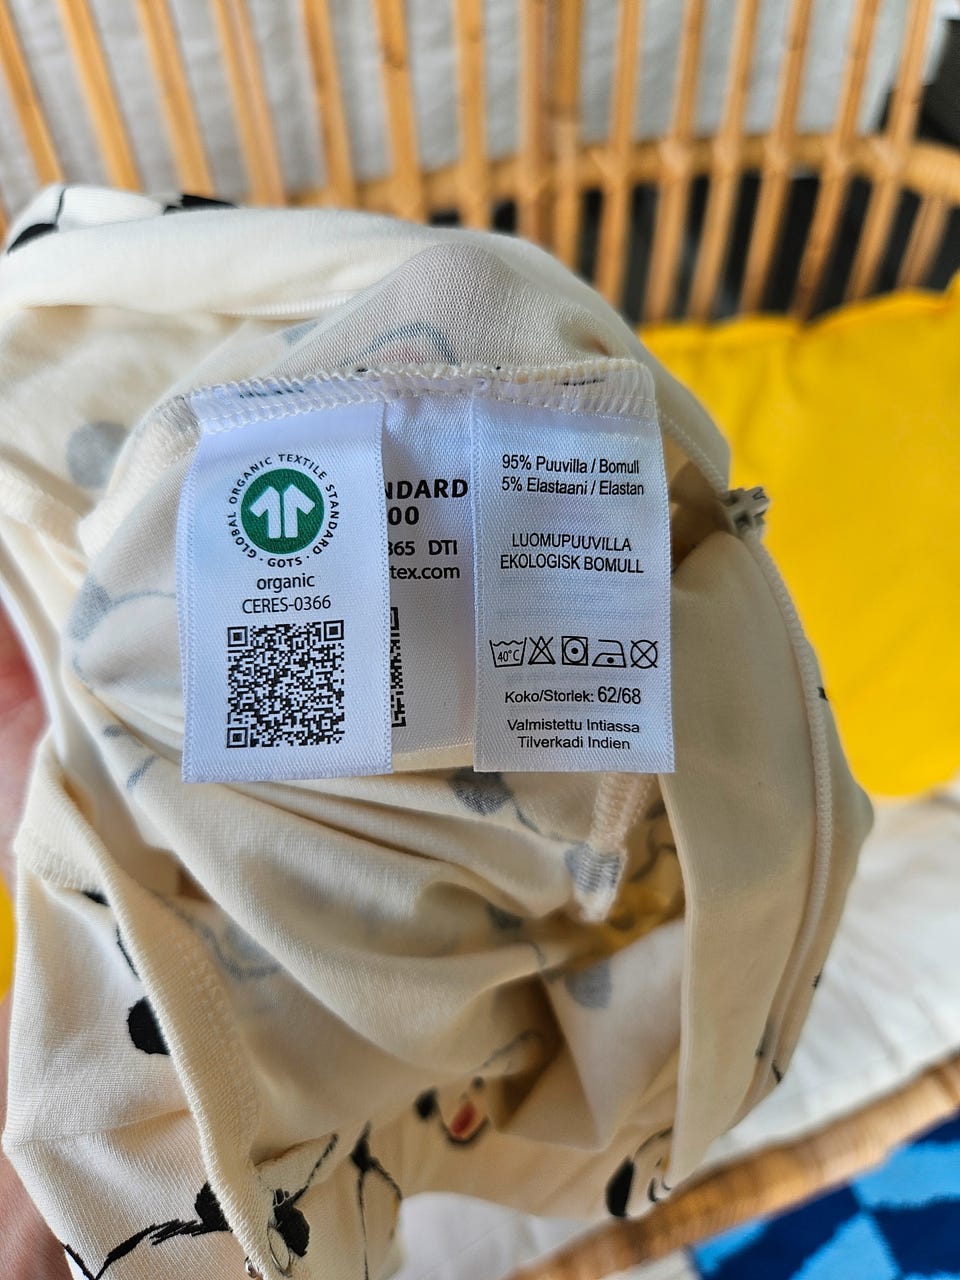 GLOBAL ORGANIC TEXTILE STANDARD
· GOTS ·
organic
CERES-0366
NDARD
00
365 DTI
tex.com
95% Puuvilla / Bomull
5% Elastaani / Elastan
LUOMUPUUVILLA
EKOLOGISK BOMULL
40°C
Koko/Storlek: 62/68
Valmistettu Intiassa
Tilverkadi Indien